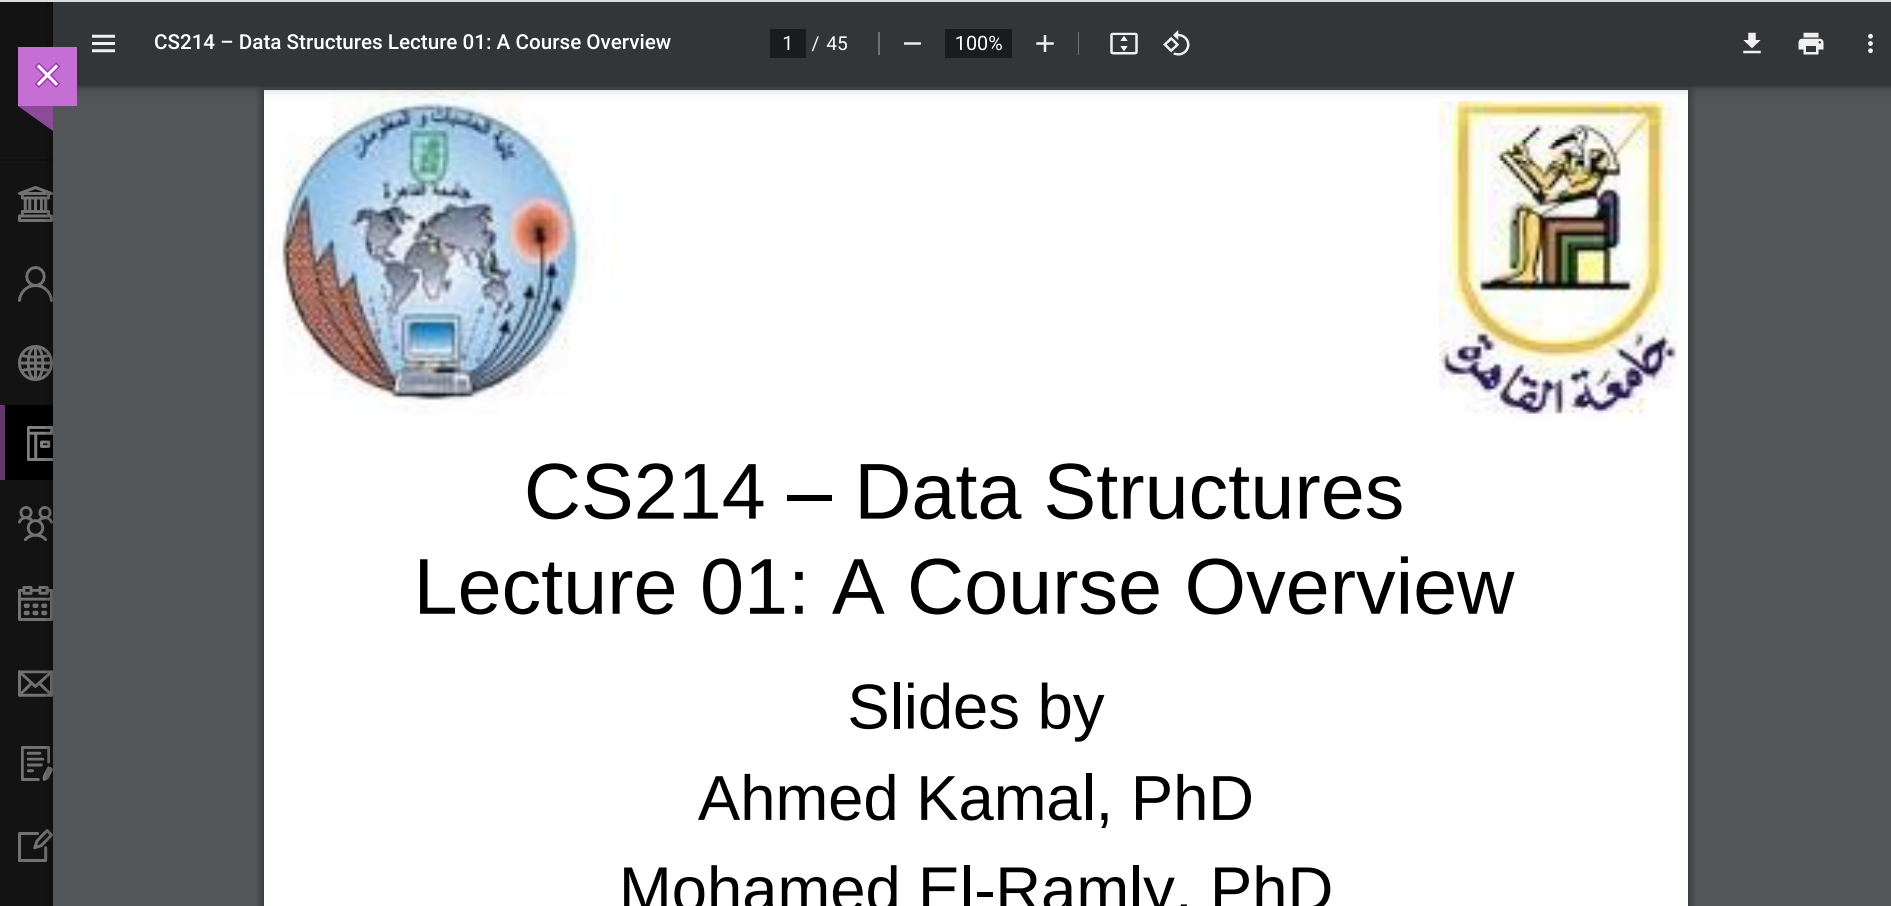 CS214 – Data Structures Lecture 01: A Course Overview
1 / 45
100%
كلية الحاسبات و المعلومات
جامعة القاهرة
جامعة القاهرة
CS214 – Data Structures
Lecture 01: A Course Overview
Slides by
Ahmed Kamal, PhD
Mohamed El-Ramly, PhD